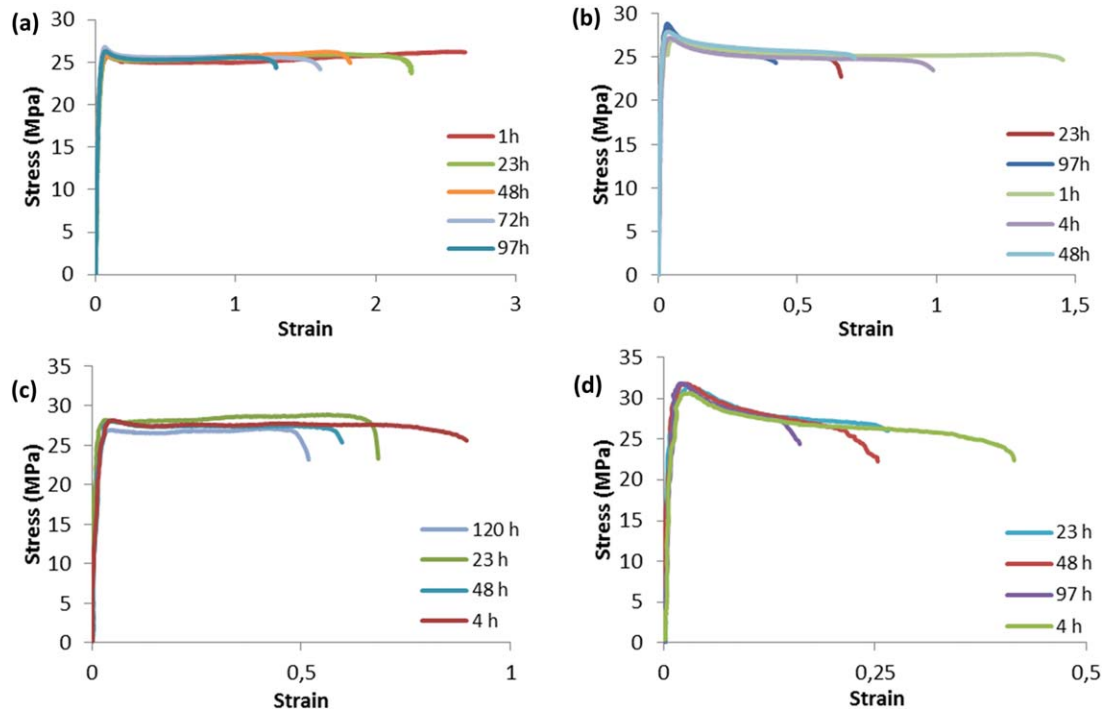 (a)
Stress (Mpa)
30
25
20
15
10
5
0
0 1 2 3
Strain
1h
23h
48h
72h
97h
(b)
Stress (Mpa)
30
25
20
15
10
5
0
0 0,5 1 1,5
Strain
23h
97h
1h
4h
48h
(c)
Stress (MPa)
35
30
25
20
15
10
5
0
0 0,5 1
Strain
120 h
23 h
48 h
4 h
(d)
Stress (MPa)
35
30
25
20
15
10
5
0
0 0,25 0,5
Strain
23 h
48 h
97 h
4 h